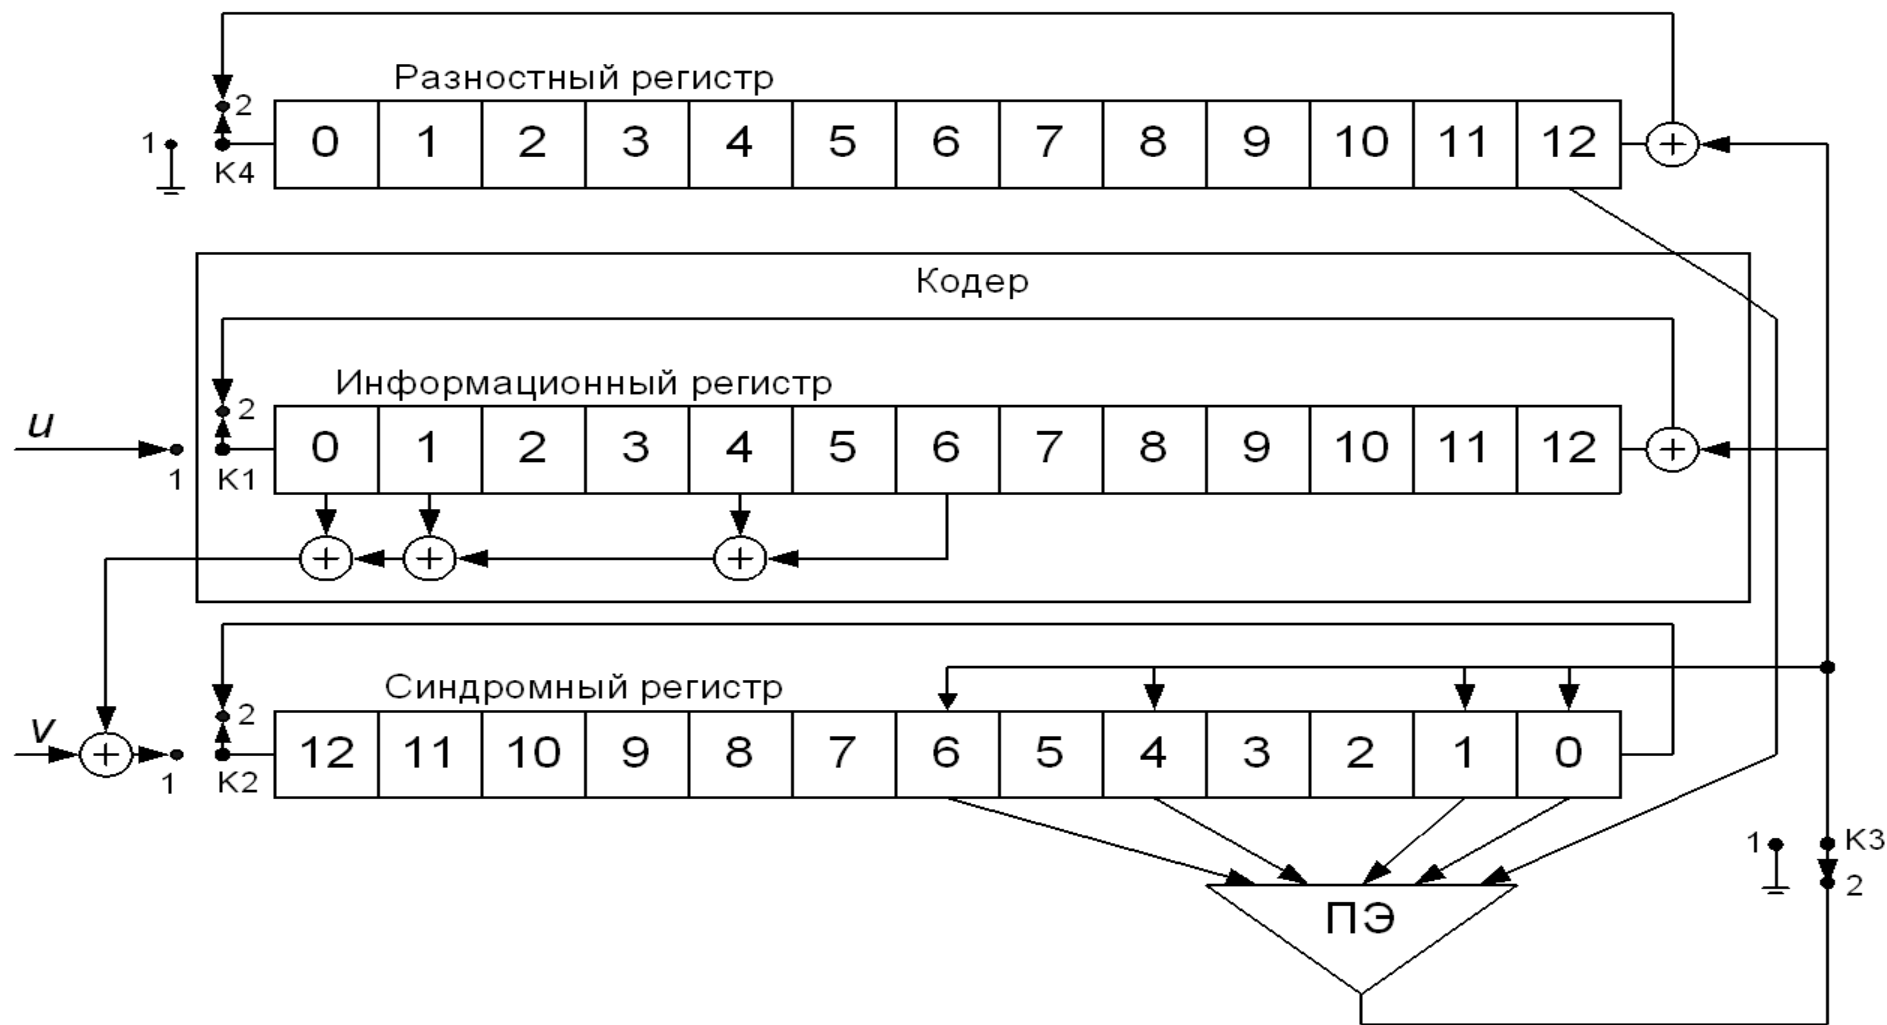 Разностный регистр
2
1
K4
0 1 2 3 4 5 6 7 8 9 10 11 12
+
Кодер
Информационный регистр
u
2
1
K1
0 1 2 3 4 5 6 7 8 9 10 11 12
+
+ + +
Синдромный регистр
v
+
2
1
K2
12 11 10 9 8 7 6 5 4 3 2 1 0
1
K3
2
ПЭ